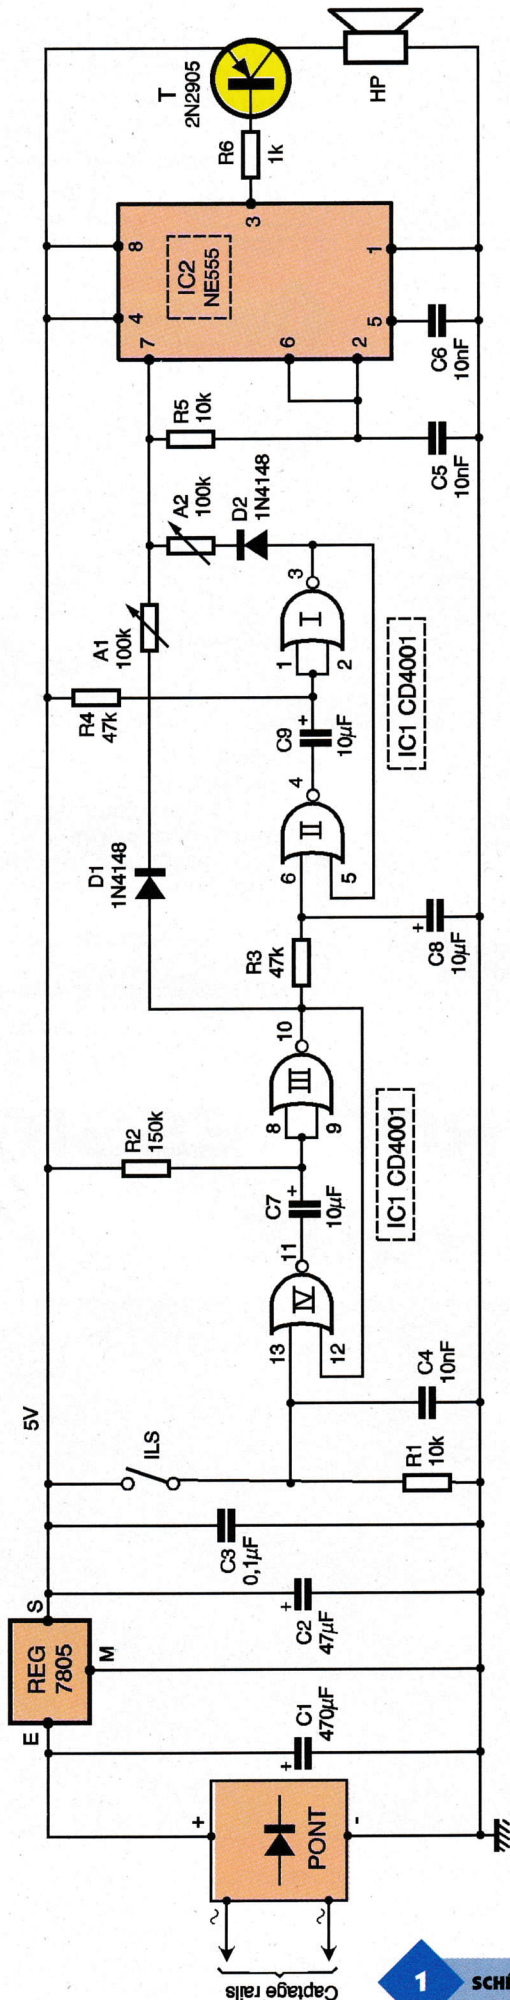 Captage rails
~
~
PONT
+
-
C1
470µF
+
E
REG
7805
S
M
C2
47µF
+
C3
0,1µF
5V
ILS
R1
10k
C4
10nF
13
12
IV
11
C7
10µF
+
R2
150k
8
9
III
10
IC1 CD4001
R3
47k
D1
1N4148
C8
10µF
+
6
5
II
4
C9
10µF
+
R4
47k
1
2
I
3
IC1 CD4001
A1
100k
A2
100k
D2
1N4148
R5
10k
C5
10nF
C6
10nF
7
6
2
5
4
8
1
3
IC2
NE555
R6
1k
T
2N2905
HP
1